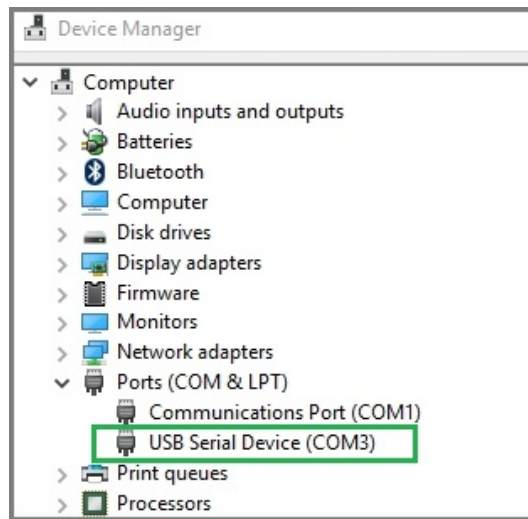 Device Manager
Computer
Audio inputs and outputs
Batteries
Bluetooth
Computer
Disk drives
Display adapters
Firmware
Monitors
Network adapters
Ports (COM & LPT)
Communications Port (COM1)
USB Serial Device (COM3)
Print queues
Processors